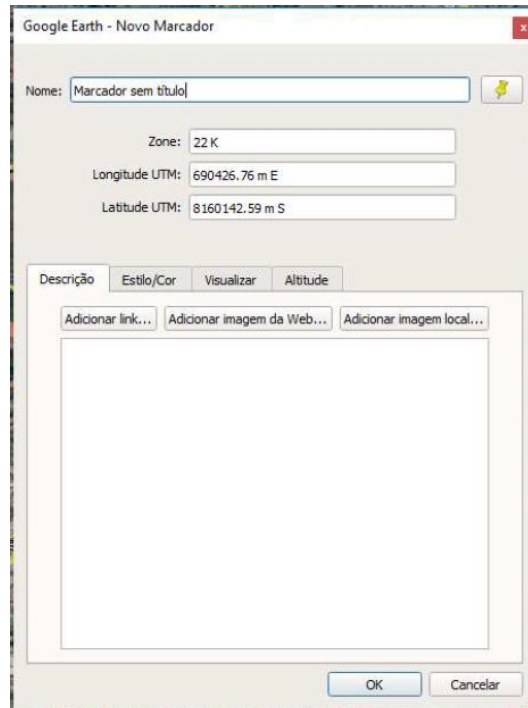 Google Earth - Novo Marcador
x
Nome: Marcador sem título
Zone: 22 K
Longitude UTM: 690426.76 m E
Latitude UTM: 8160142.59 m S
Descrição Estilo/Cor Visualizar Altitude
Adicionar link... Adicionar imagem da Web... Adicionar imagem local...
OK Cancelar